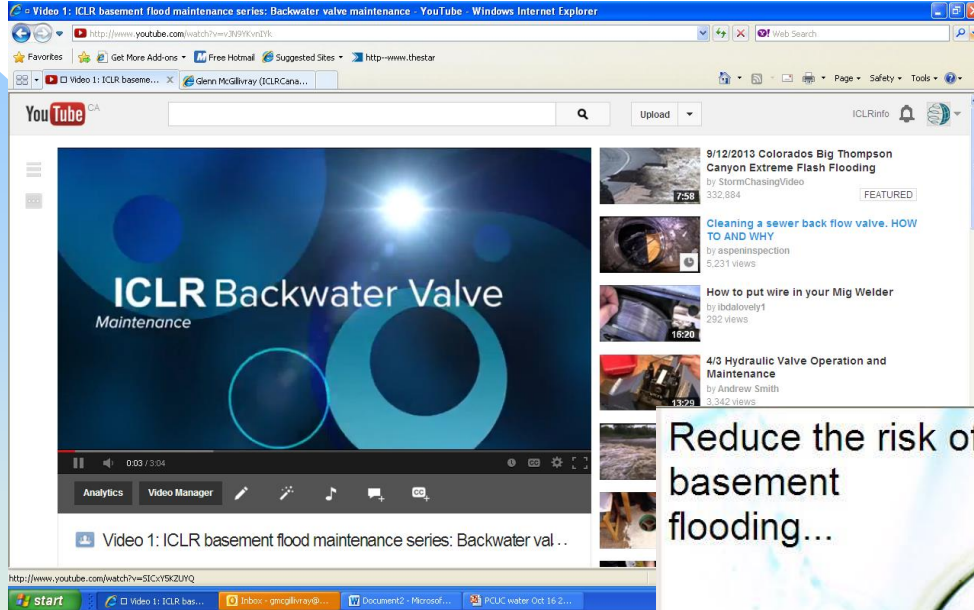 Video 1: ICLR basement flood maintenance series: Backwater valve maintenance - YouTube - Windows Internet Explorer
http://www.youtube.com/watch?v=vJN9YKvnIYk
Web Search
Favorites Get More Add-ons Free Hotmail Suggested Sites http--www.thestar
Video 1: ICLR baseme... X Glenn McGillivray (ICLRCana...
Page Safety Tools
YouTube CA
Upload
ICLRinfo
ICLR Backwater Valve
Maintenance
0:03 / 3:04
Analytics Video Manager
Video 1: ICLR basement flood maintenance series: Backwater val...
7:58
9/12/2013 Colorados Big Thompson
Canyon Extreme Flash Flooding
by StormChasingVideo
332,884
FEATURED
Cleaning a sewer back flow valve. HOW
TO AND WHY
by aspeninspection
5,231 views
16:20
How to put wire in your Mig Welder
by ibdalovely1
292 views
13:29
4/3 Hydraulic Valve Operation and
Maintenance
by Andrew Smith
3,342 views
Reduce the risk of
basement
flooding...
http://www.youtube.com/watch?v=SICxY5KZUYQ
start
Video 1: ICLR bas...
Inbox - gmcgillivray@...
Document2 - Microsof...
PCUC water Oct 16 2...